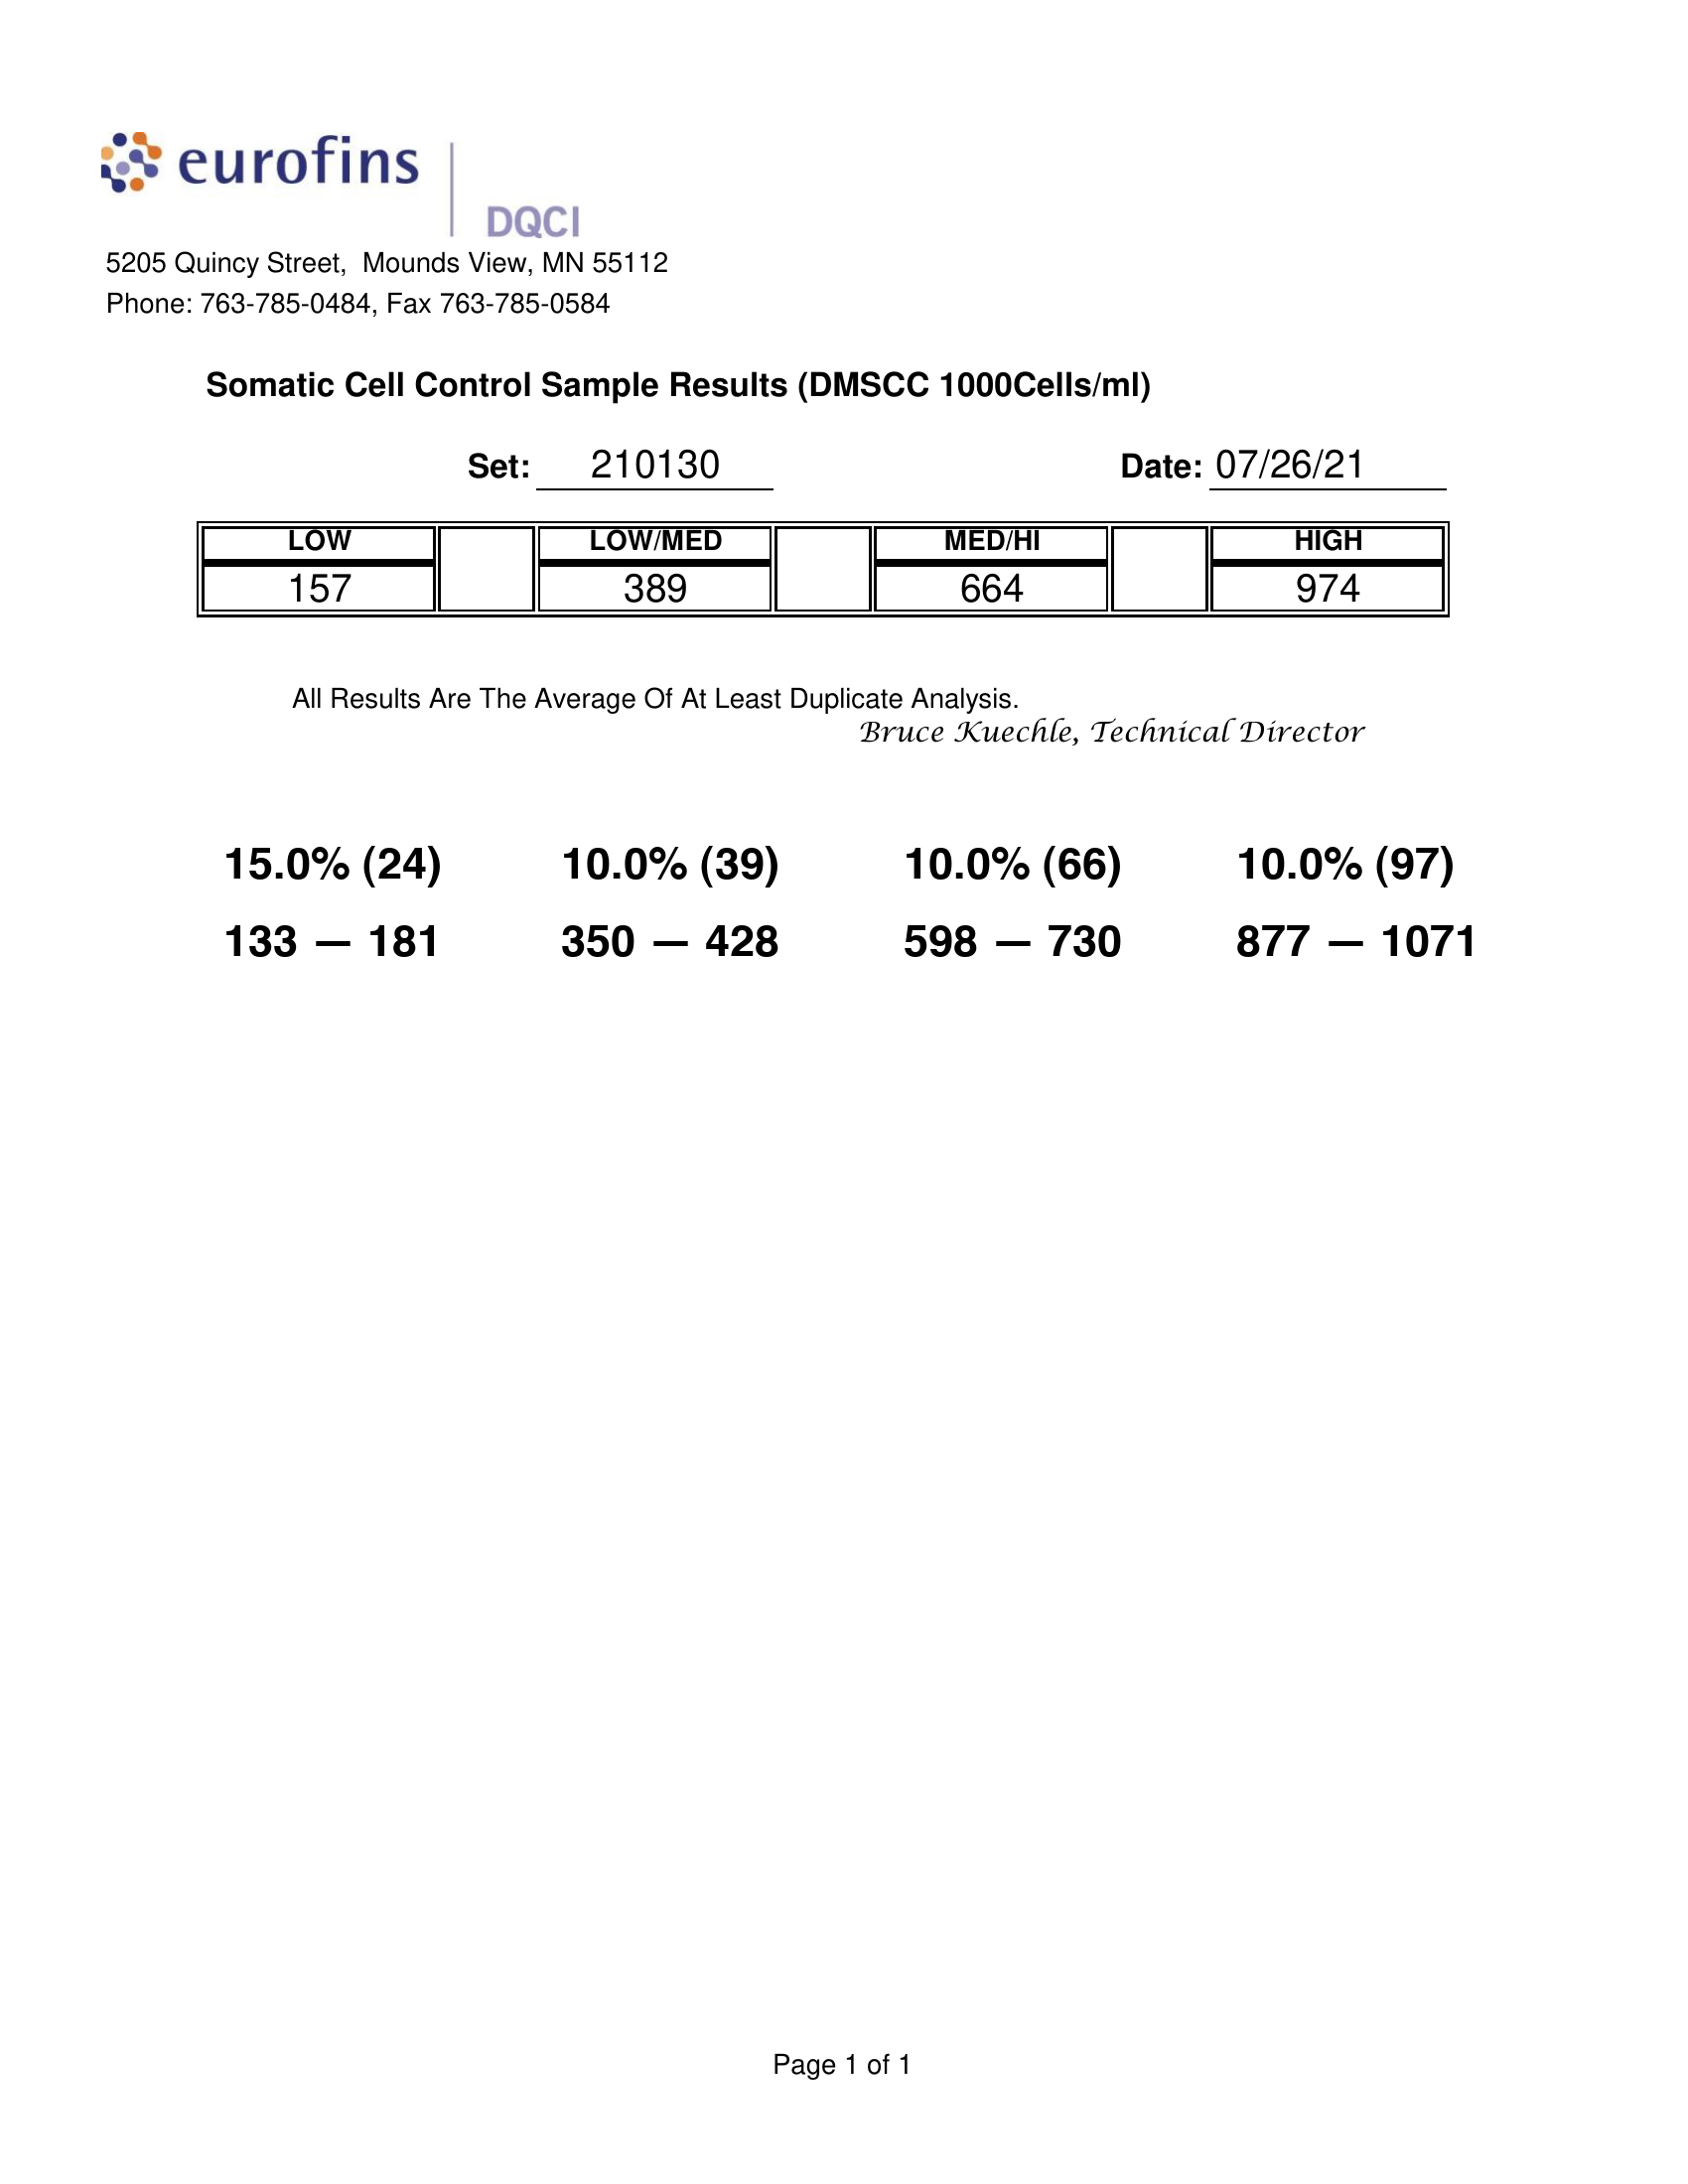 eurofins
DQCI
5205 Quincy Street, Mounds View, MN 55112
Phone: 763-785-0484, Fax 763-785-0584
Somatic Cell Control Sample Results (DMSCC 1000Cells/ml)
Set: 210130 Date: 07/26/21
LOW LOW/MED MED/HI HIGH
157 389 664 974
All Results Are The Average Of At Least Duplicate Analysis.
Bruce Kuechle, Technical Director
15.0% (24) 10.0% (39) 10.0% (66) 10.0% (97)
133 — 181 350 — 428 598 — 730 877 — 1071
Page 1 of 1